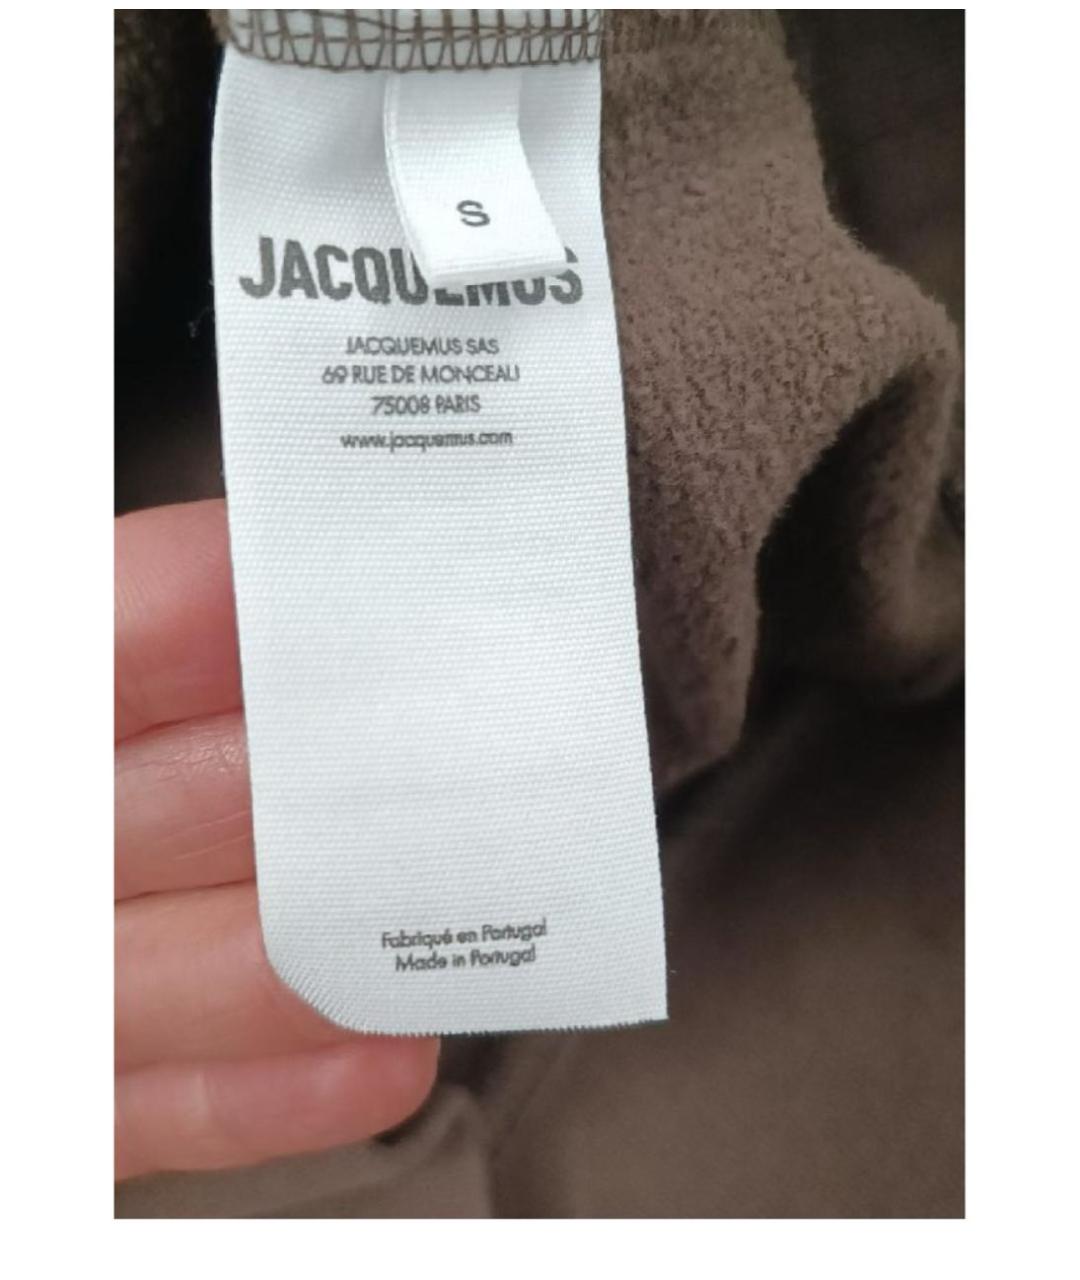 S
JACQUEMUS
JACQUEMUS SAS
69 RUE DE MONCEAU
75008 PARIS
www.jacquemus.com
Fabriqué en Portugal
Made in Portugal